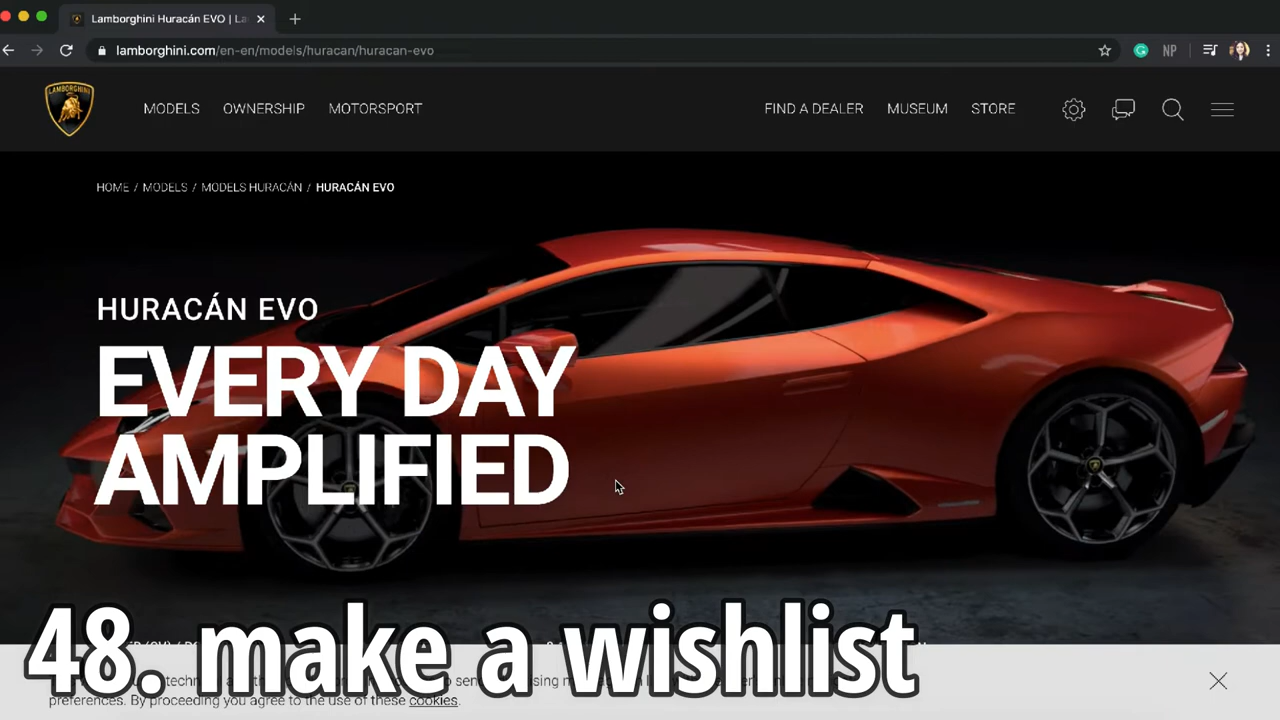 Lamborghini Huracán EVO | La
lamborghini.com/en-en/models/huracan/huracan-evo
NP
LAMBORGHINI
MODELS OWNERSHIP MOTORSPORT
FIND A DEALER MUSEUM STORE
HOME / MODELS / MODELS HURACÁN / HURACÁN EVO
HURACÁN EVO
EVERY DAY
AMPLIFIED
48. make a wishlist
preferences. By proceeding you agree to the use of these cookies.